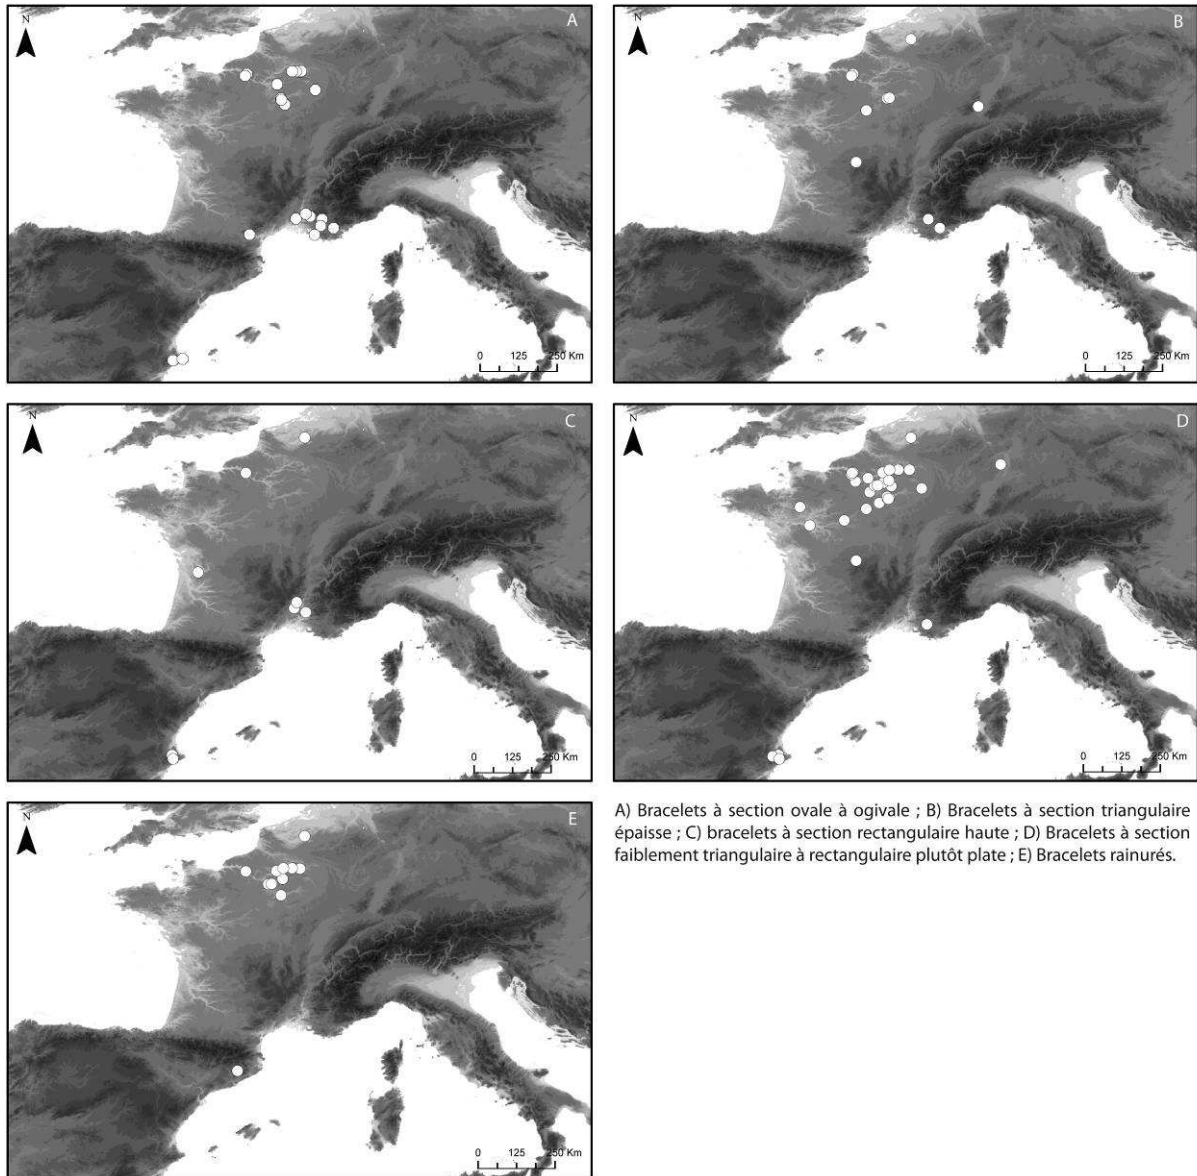 N
A
0 125 250 Km
N
B
0 125 250 Km
N
C
0 125 250 Km
N
D
0 125 250 Km
N
E
0 125 250 Km
A) Bracelets à section ovale à ogivale ; B) Bracelets à section triangulaire
épaisse ; C) bracelets à section rectangulaire haute ; D) Bracelets à section
faiblement triangulaire à rectangulaire plutôt plate ; E) Bracelets rainurés.